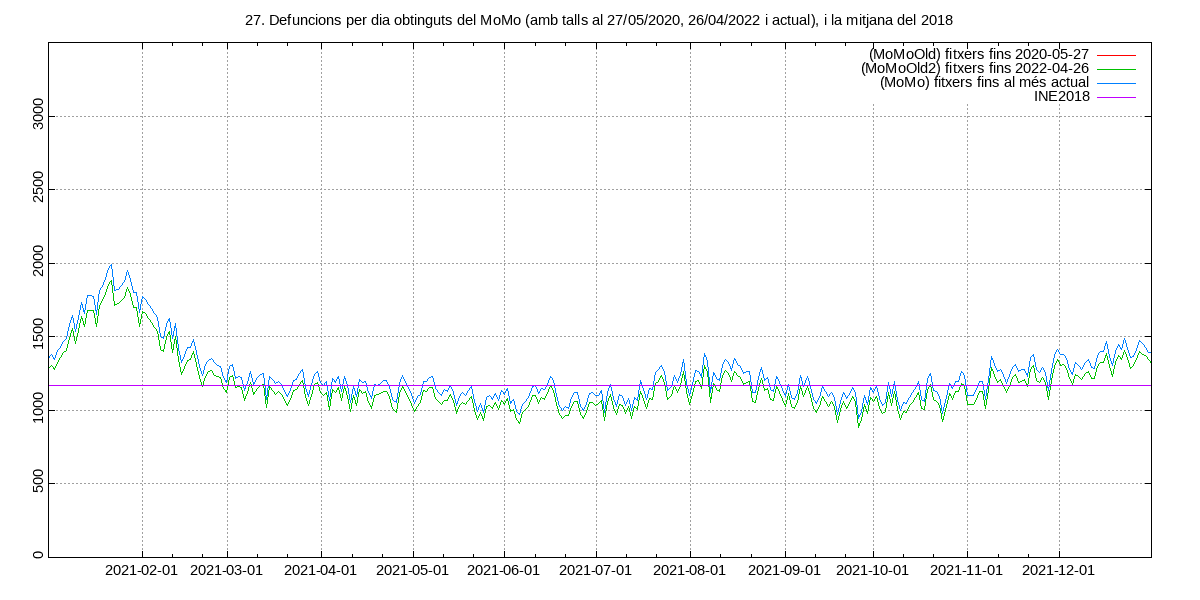 27. Defuncions per dia obtinguts del MoMo (amb talls al 27/05/2020, 26/04/2022 i actual), i la mitjana del 2018
(MoMoOld) fitxers fins 2020-05-27
(MoMoOld2) fitxers fins 2022-04-26
(MoMo) fitxers fins al més actual
INE2018
3000
2500
2000
1500
1000
500
0
2021-02-01 2021-03-01 2021-04-01 2021-05-01 2021-06-01 2021-07-01 2021-08-01 2021-09-01 2021-10-01 2021-11-01 2021-12-01